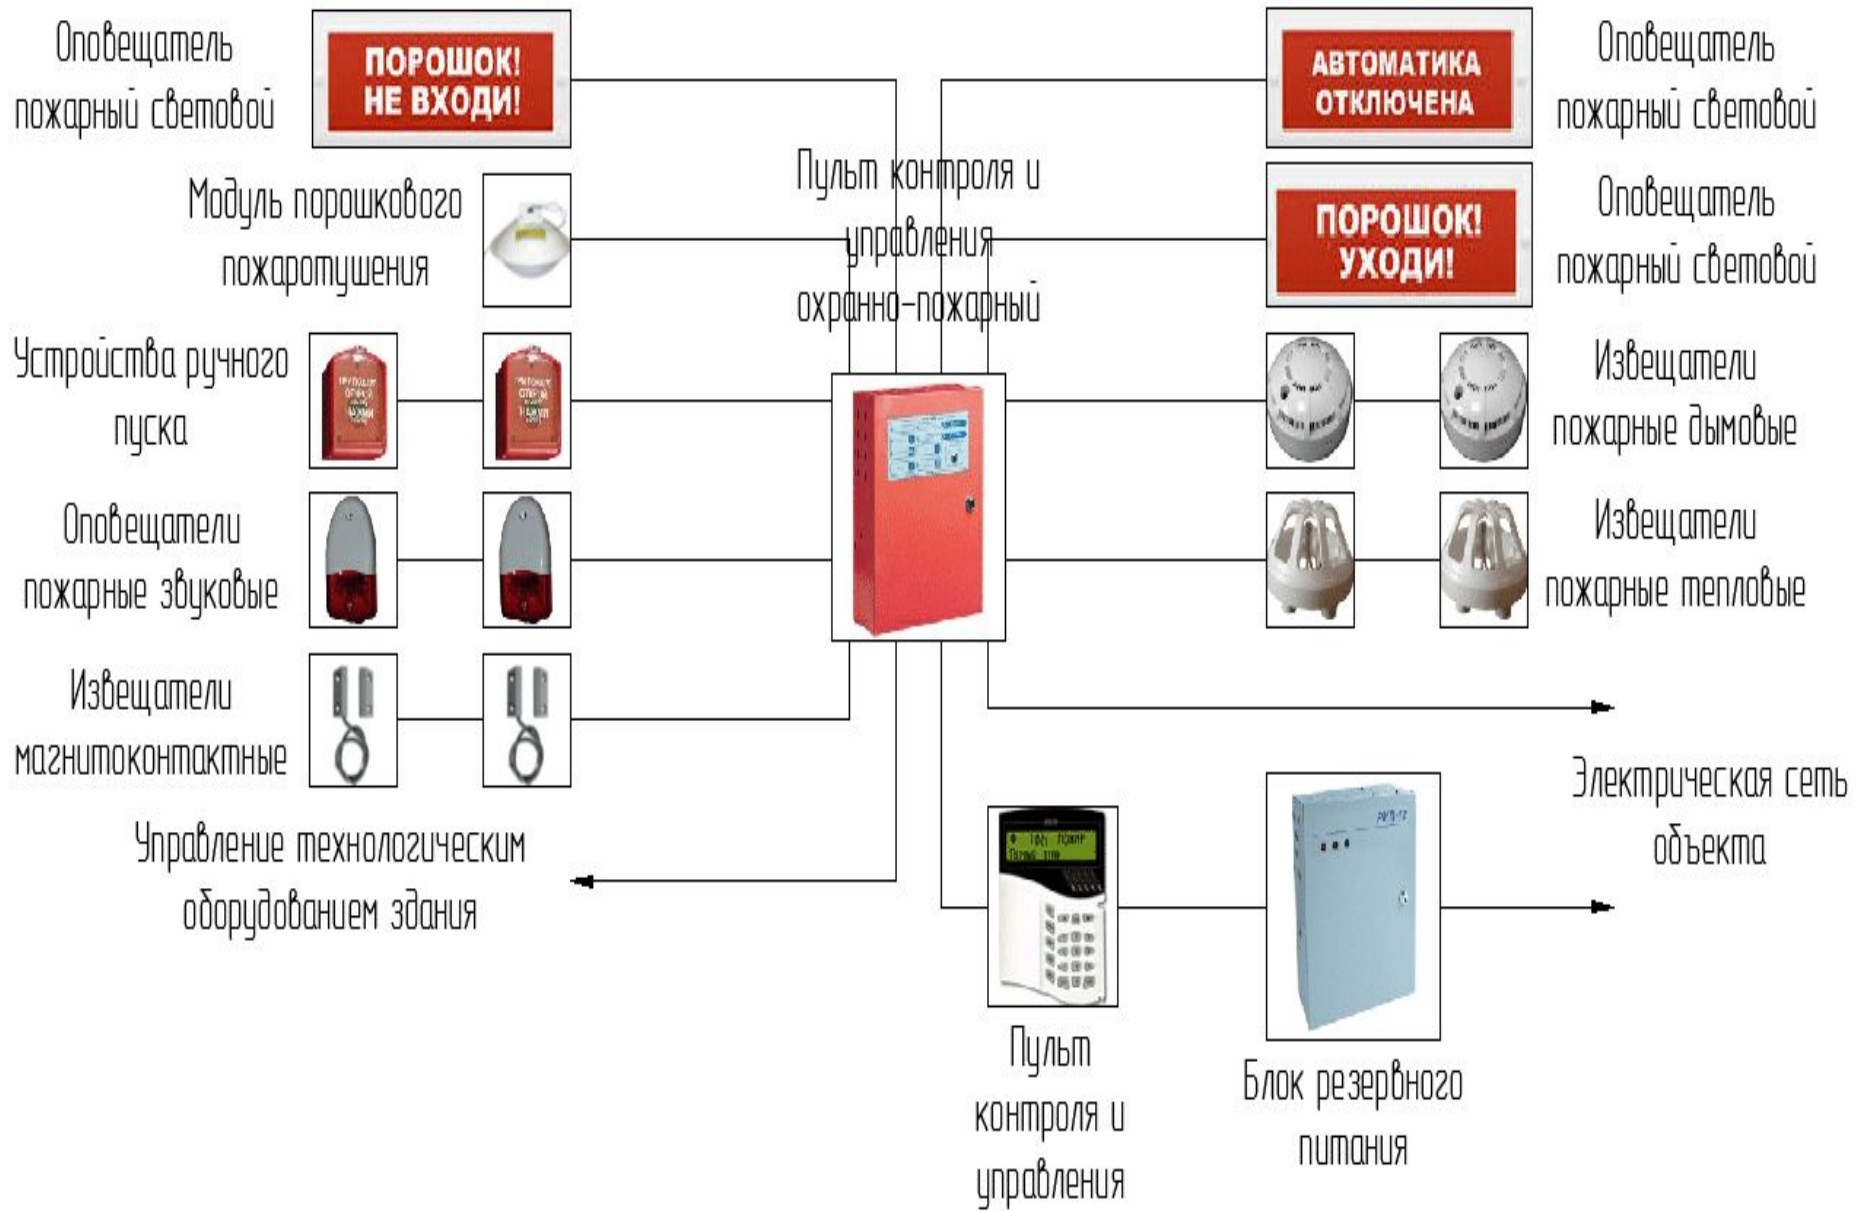 Оповещатель
пожарный световой
ПОРОШОК!
НЕ ВХОДИ!
АВТОМАТИКА
ОТКЛЮЧЕНА
Оповещатель
пожарный световой
Модуль порошкового
пожаротушения
Пульт контроля и
управления
охранно-пожарный
ПОРОШОК!
УХОДИ!
Оповещатель
пожарный световой
Устройства ручного
пуска
Извещатели
пожарные дымовые
Оповещатели
пожарные звуковые
Извещатели
пожарные тепловые
Извещатели
магнитоконтактные
Управление технологическим
оборудованием здания
Электрическая сеть
объекта
Пульт
контроля и
управления
Блок резервного
питания